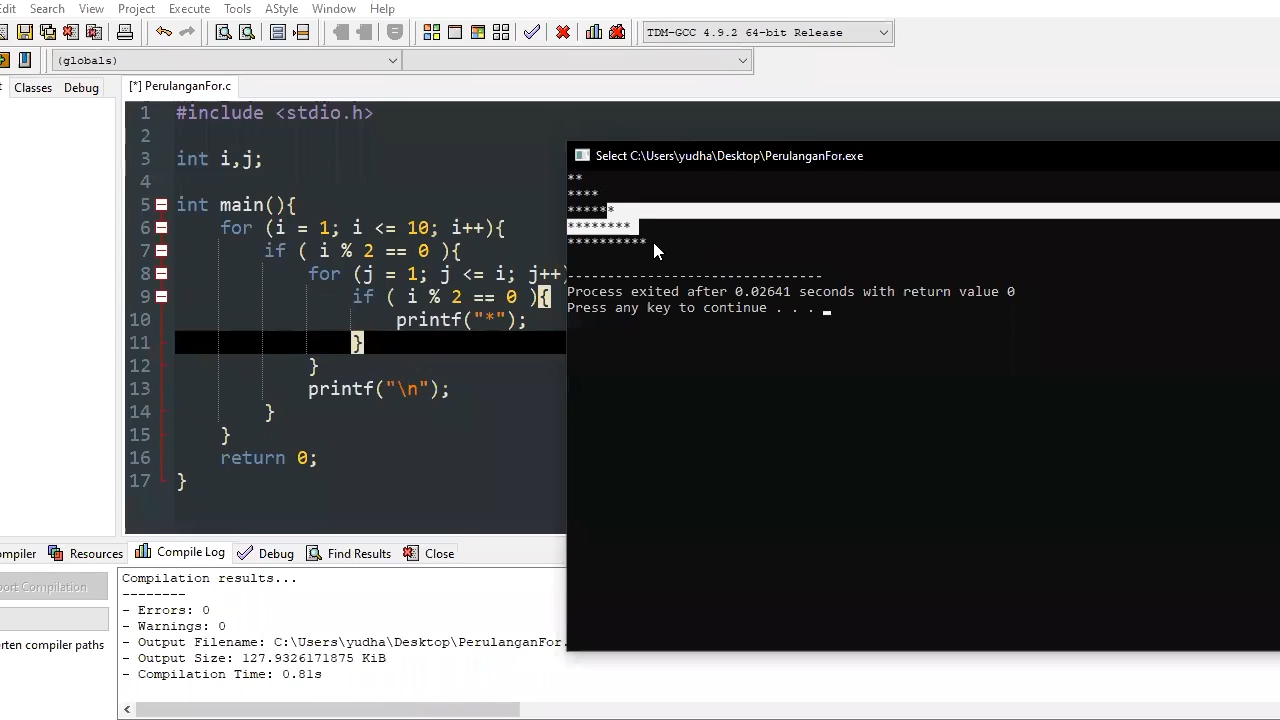 Edit Search View Project Execute Tools AStyle Window Help
TDM-GCC 4.9.2 64-bit Release
(globals)
Classes Debug
[*] PerulanganFor.c
1 #include <stdio.h>
2
3 int i,j;
4
5 int main(){
6 for (i = 1; i <= 10; i++){
7 if ( i % 2 == 0 ){
8 for (j = 1; j <= i; j++)
9 if ( i % 2 == 0 ){
10 printf("*");
11 }
12 }
13 printf("\n");
14 }
15 }
16 return 0;
17 }
Select C:\Users\yudha\Desktop\PerulanganFor.exe
**
****
******
********
**********
--------------------------------
Process exited after 0.02641 seconds with return value 0
Press any key to continue . . .
ompiler Resources Compile Log Debug Find Results Close
ort Compilation
rten compiler paths
Compilation results...
--------
- Errors: 0
- Warnings: 0
- Output Filename: C:\Users\yudha\Desktop\PerulanganFor.
- Output Size: 127.9326171875 KiB
- Compilation Time: 0.81s